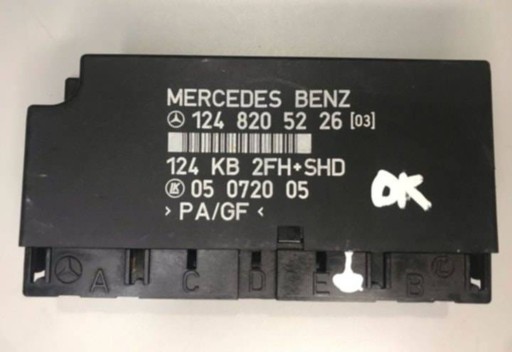 MERCEDES BENZ
124 820 52 26 [03]
124 KB 2FH+SHD
05 0720 05
> PA/GF <
OK
A C D E B